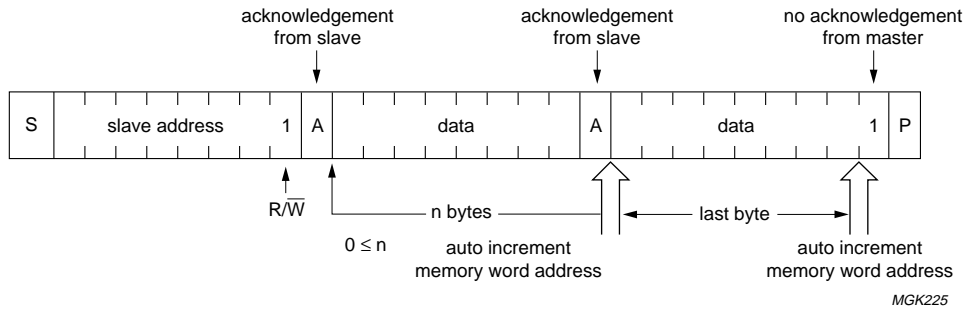 acknowledgement
from slave
acknowledgement
from slave
no acknowledgement
from master
S slave address 1 A data A data 1 P
R/W̅
n bytes
last byte
0 ≤ n
auto increment
memory word address
auto increment
memory word address
MGK225